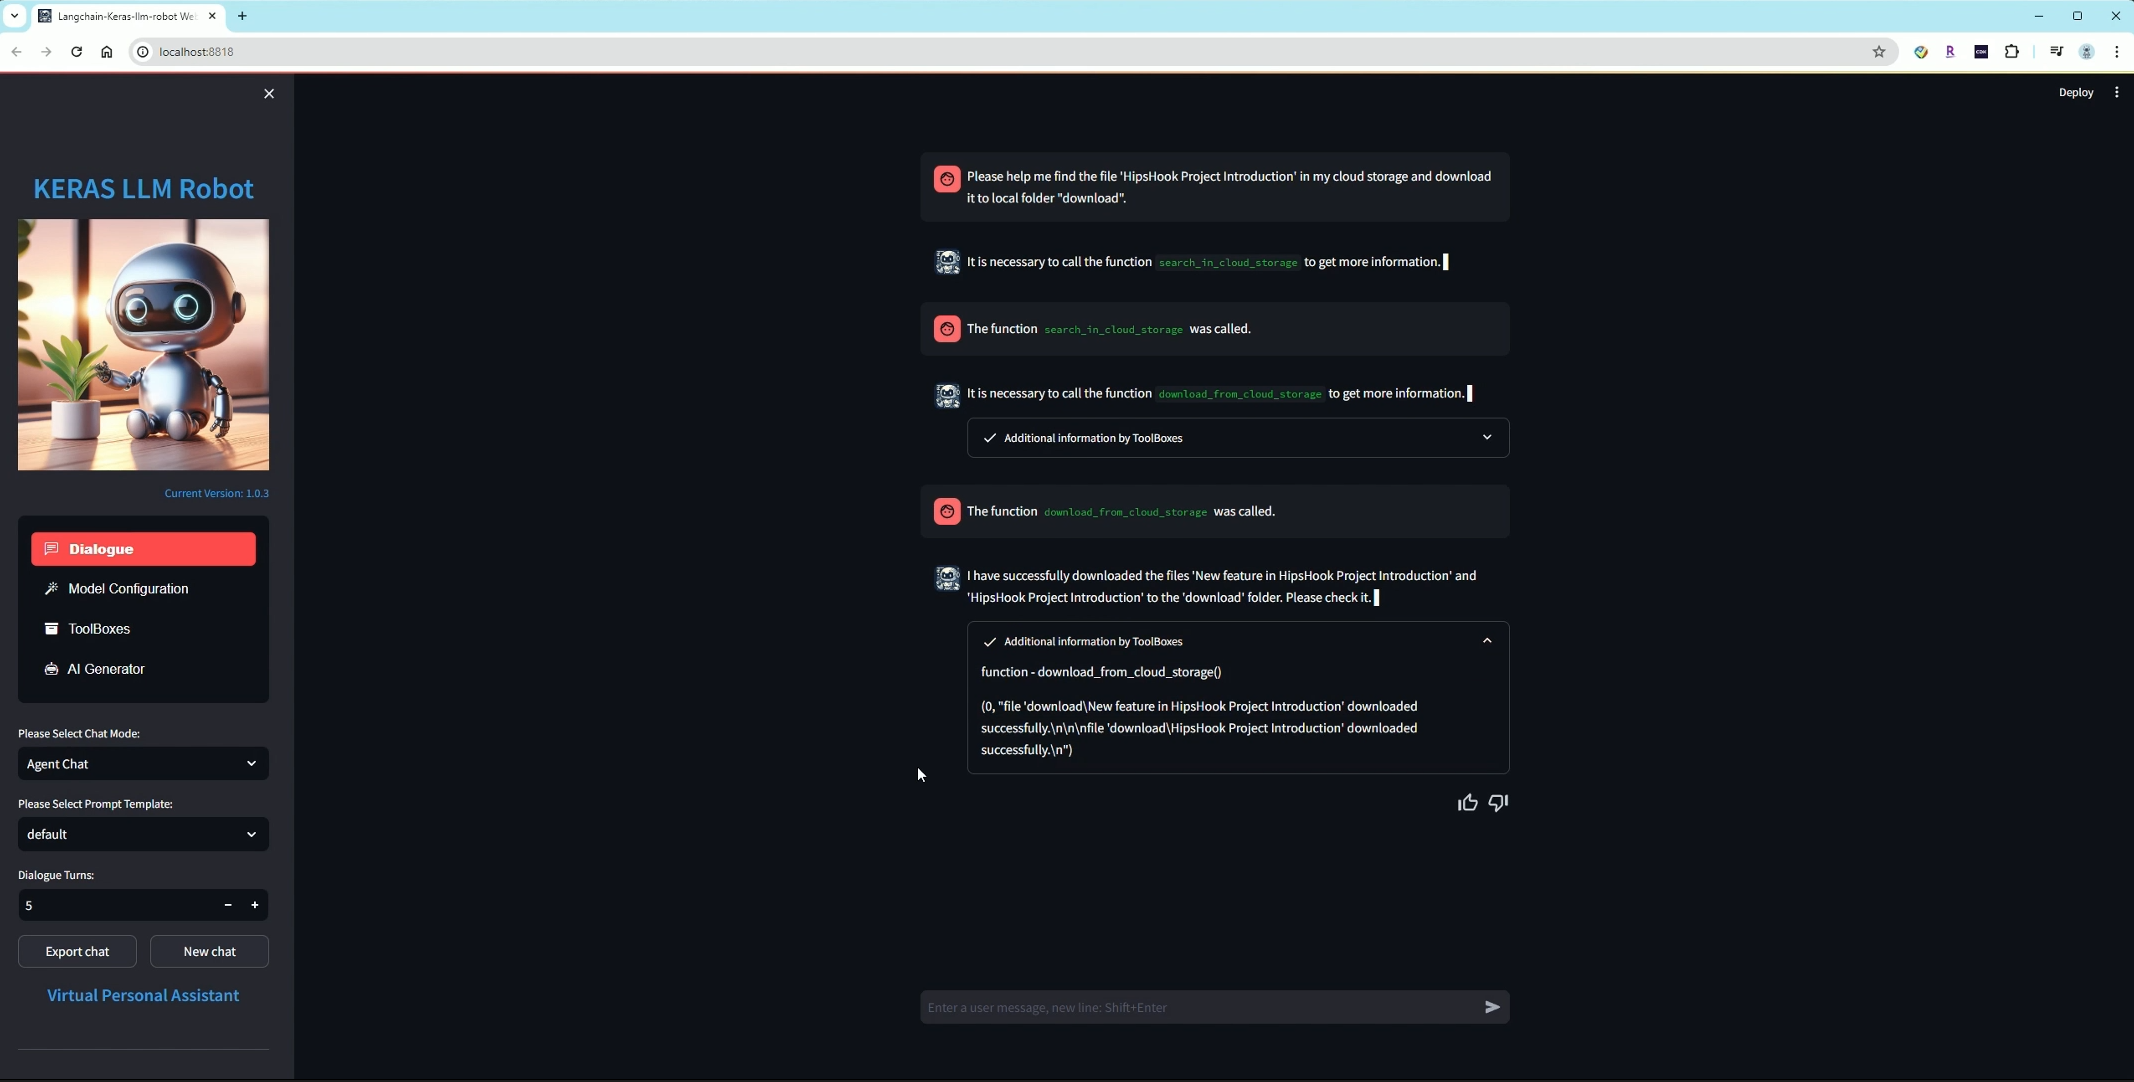 Langchain-Keras-llm-robot We
localhost:8818
Deploy
KERAS LLM Robot
Current Version: 1.0.3
Dialogue
Model Configuration
ToolBoxes
AI Generator
Please Select Chat Mode:
Agent Chat
Please Select Prompt Template:
default
Dialogue Turns:
5
Export chat
New chat
Virtual Personal Assistant
Please help me find the file 'HipsHook Project Introduction' in my cloud storage and download
it to local folder "download".
It is necessary to call the function search_in_cloud_storage to get more information.
The function search_in_cloud_storage was called.
It is necessary to call the function download_from_cloud_storage to get more information.
Additional information by ToolBoxes
The function download_from_cloud_storage was called.
I have successfully downloaded the files 'New feature in HipsHook Project Introduction' and
'HipsHook Project Introduction' to the 'download' folder. Please check it.
Additional information by ToolBoxes
function - download_from_cloud_storage()
(0, "file 'download\New feature in HipsHook Project Introduction' downloaded
successfully.\n\n\nfile 'download\HipsHook Project Introduction' downloaded
successfully.\n")
Enter a user message, new line: Shift+Enter